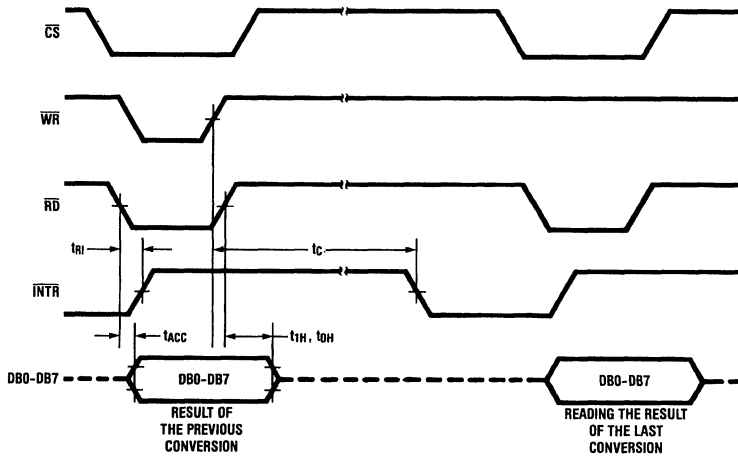 CS
WR
RD
tRI
tC
INTR
tACC
t1H, t0H
DB0-DB7
DB0-DB7
DB0-DB7
RESULT OF
THE PREVIOUS
CONVERSION
READING THE RESULT
OF THE LAST
CONVERSION